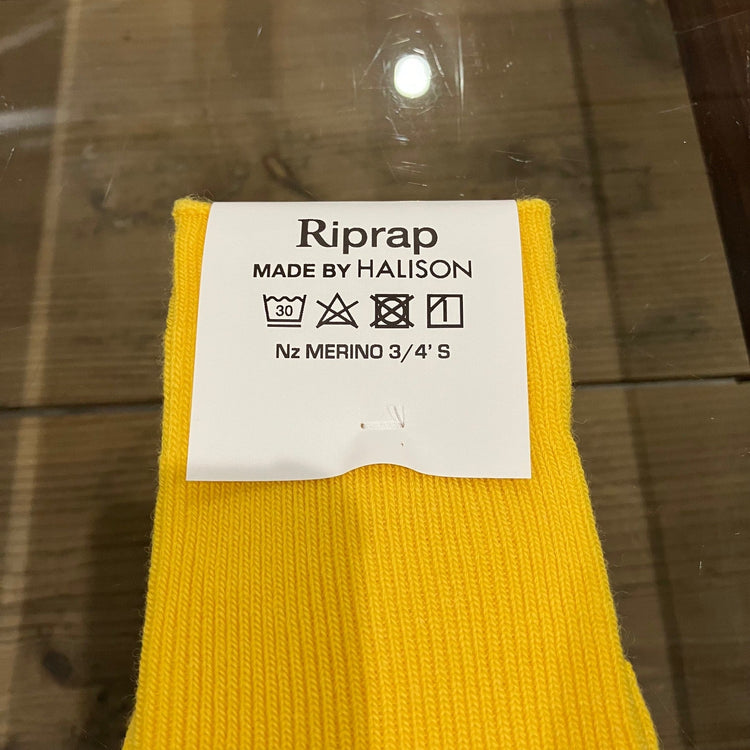 Riprap
MADE BY HALISON
30
Nz MERINO 3/4' S